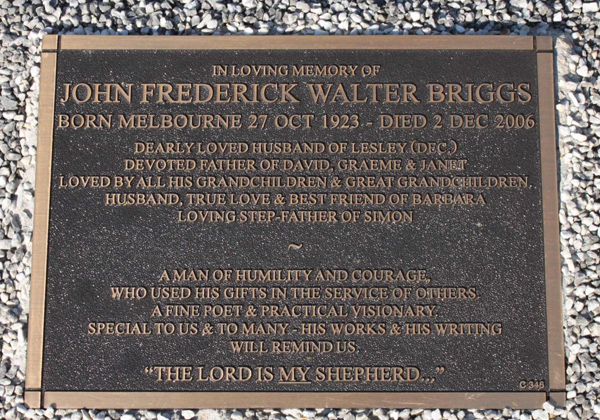 IN LOVING MEMORY OF
JOHN FREDERICK WALTER BRIGGS
BORN MELBOURNE 27 OCT 1923 - DIED 2 DEC 2006
DEARLY LOVED HUSBAND OF LESLEY (DEC.)
DEVOTED FATHER OF DAVID, GRAEME & JANET
LOVED BY ALL HIS GRANDCHILDREN & GREAT GRANDCHILDREN.
HUSBAND, TRUE LOVE & BEST FRIEND OF BARBARA
LOVING STEP-FATHER OF SIMON
~
A MAN OF HUMILITY AND COURAGE,
WHO USED HIS GIFTS IN THE SERVICE OF OTHERS.
A FINE POET & PRACTICAL VISIONARY.
SPECIAL TO US & TO MANY - HIS WORKS & HIS WRITING
WILL REMIND US.
"THE LORD IS MY SHEPHERD..."
C 346